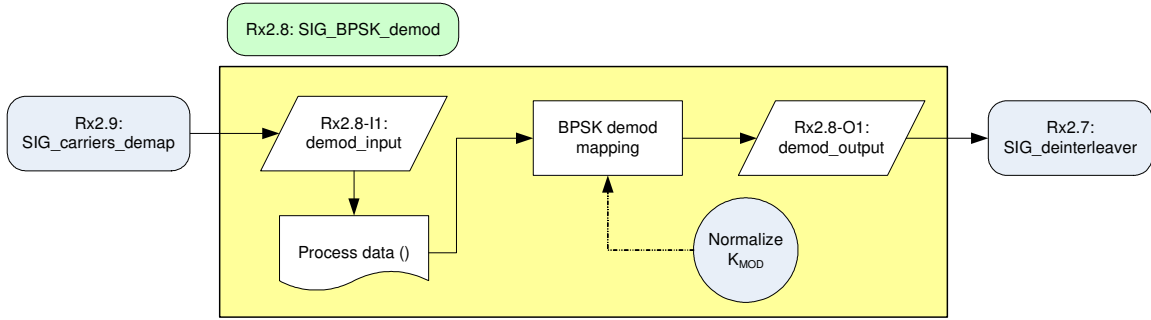 Rx2.8: SIG_BPSK_demod
Rx2.9:
SIG_carriers_demap
Rx2.8-I1:
demod_input
BPSK demod
mapping
Rx2.8-O1:
demod_output
Rx2.7:
SIG_deinterleaver
Process data ()
Normalize
K_MOD